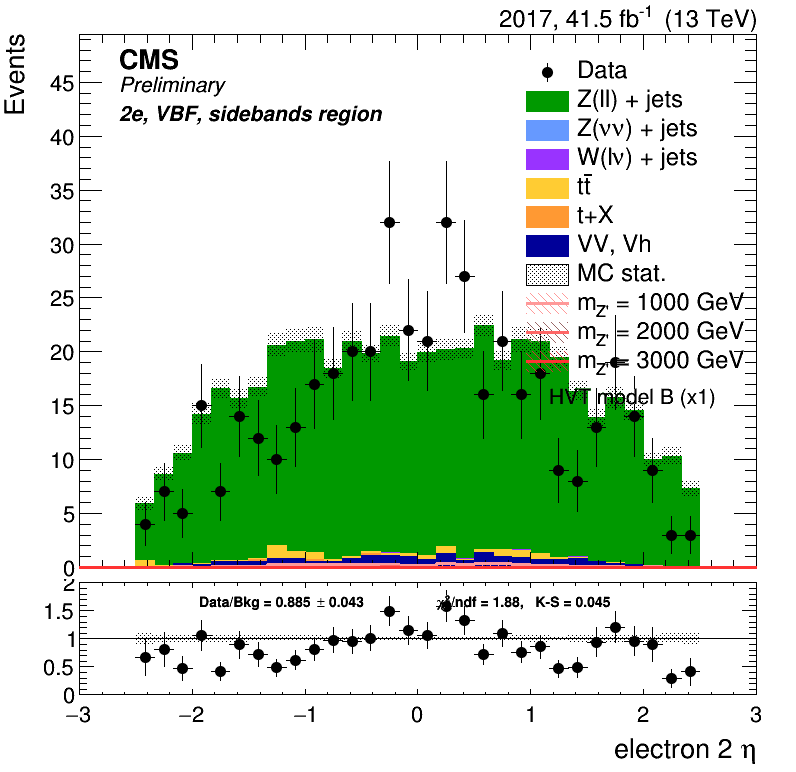 2017, 41.5 fb⁻¹ (13 TeV)
Events
CMS
Preliminary
2e, VBF, sidebands region
Data
Z(ll) + jets
Z(νν) + jets
W(lν) + jets
tt̄
t+X
VV, Vh
MC stat.
m_Z' = 1000 GeV
m_Z' = 2000 GeV
m_Z' = 3000 GeV
HVT model B (x1)
45
40
35
30
25
20
15
10
5
0
Data/Bkg = 0.885 ± 0.043 χ²/ndf = 1.88, K-S = 0.045
2
1.5
1
0.5
0
−3 −2 −1 0 1 2 3
electron 2 η